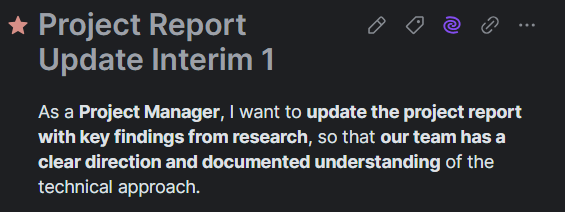 Project Report
Update Interim 1
As a Project Manager, I want to update the project report
with key findings from research, so that our team has a
clear direction and documented understanding of the
technical approach.